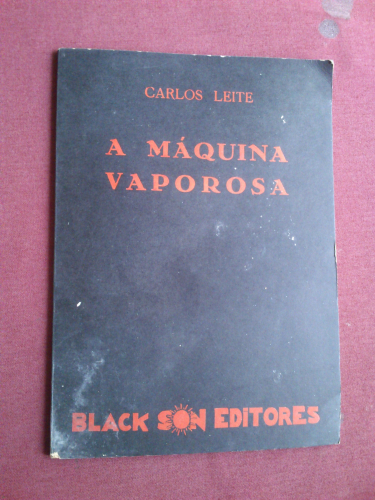 CARLOS LEITE
A MÁQUINA
VAPOROSA
BLACK SON EDITORES